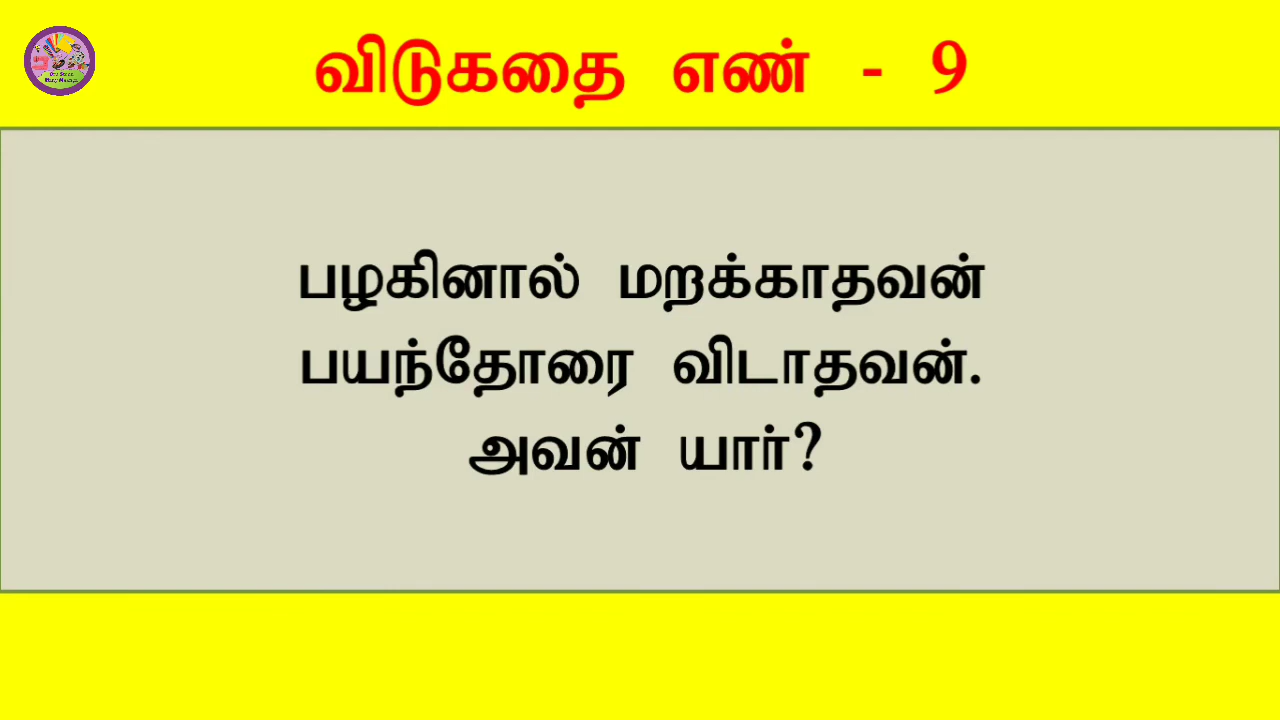 விடுகதை எண் - 9
பழகினால் மறக்காதவன்
பயந்தோரை விடாதவன்.
அவன் யார்?